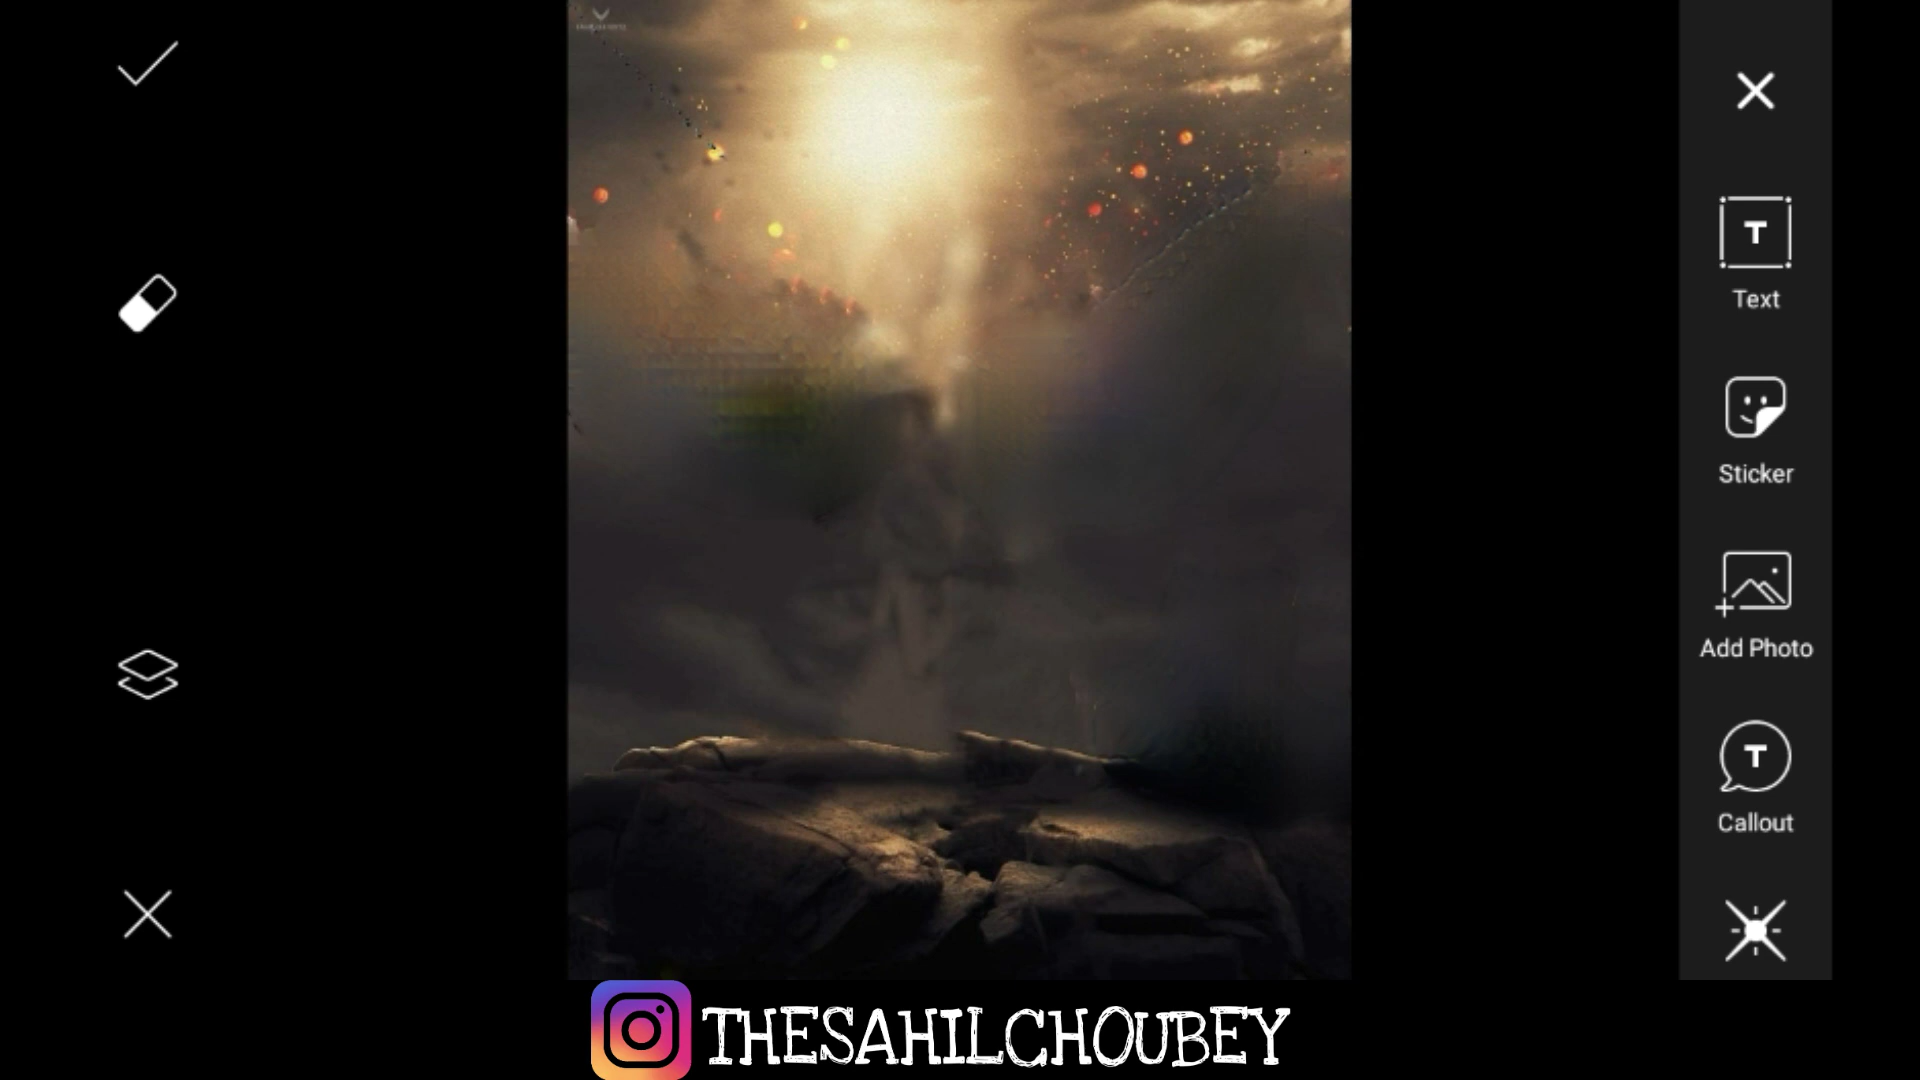 Text
Sticker
Add Photo
Callout
THESAHILCHOUBEY